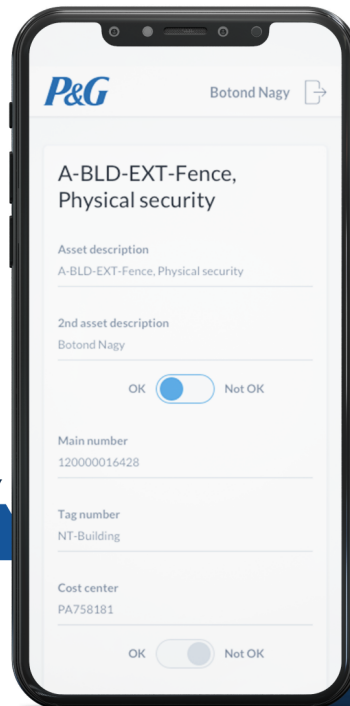 P&G
Botond Nagy
A-BLD-EXT-Fence,
Physical security
Asset description
A-BLD-EXT-Fence, Physical security
2nd asset description
Botond Nagy
OK Not OK
Main number
120000016428
Tag number
NT-Building
Cost center
PA758181
OK Not OK